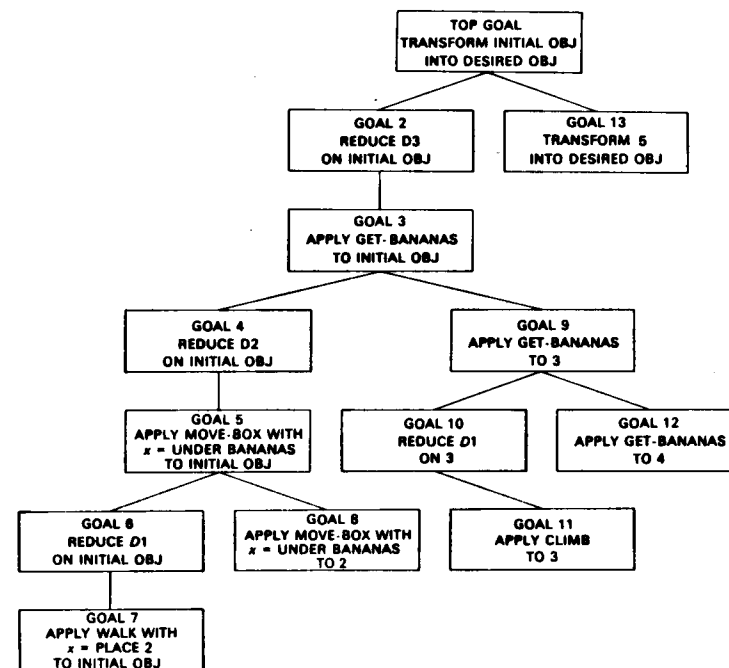 TOP GOAL
TRANSFORM INITIAL OBJ
INTO DESIRED OBJ
GOAL 2
REDUCE D3
ON INITIAL OBJ
GOAL 13
TRANSFORM 5
INTO DESIRED OBJ
GOAL 3
APPLY GET-BANANAS
TO INITIAL OBJ
GOAL 4
REDUCE D2
ON INITIAL OBJ
GOAL 9
APPLY GET-BANANAS
TO 3
GOAL 5
APPLY MOVE-BOX WITH
x = UNDER BANANAS
TO INITIAL OBJ
GOAL 10
REDUCE D1
ON 3
GOAL 12
APPLY GET-BANANAS
TO 4
GOAL 6
REDUCE D1
ON INITIAL OBJ
GOAL 8
APPLY MOVE-BOX WITH
x = UNDER BANANAS
TO 2
GOAL 11
APPLY CLIMB
TO 3
GOAL 7
APPLY WALK WITH
x = PLACE 2
TO INITIAL OBJ